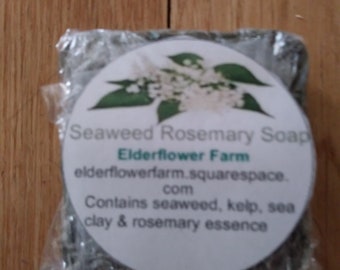 Seaweed Rosemary Soap
Elderflower Farm
elderflowerfarm.squarespace.
com
Contains seaweed, kelp, sea
clay & rosemary essence